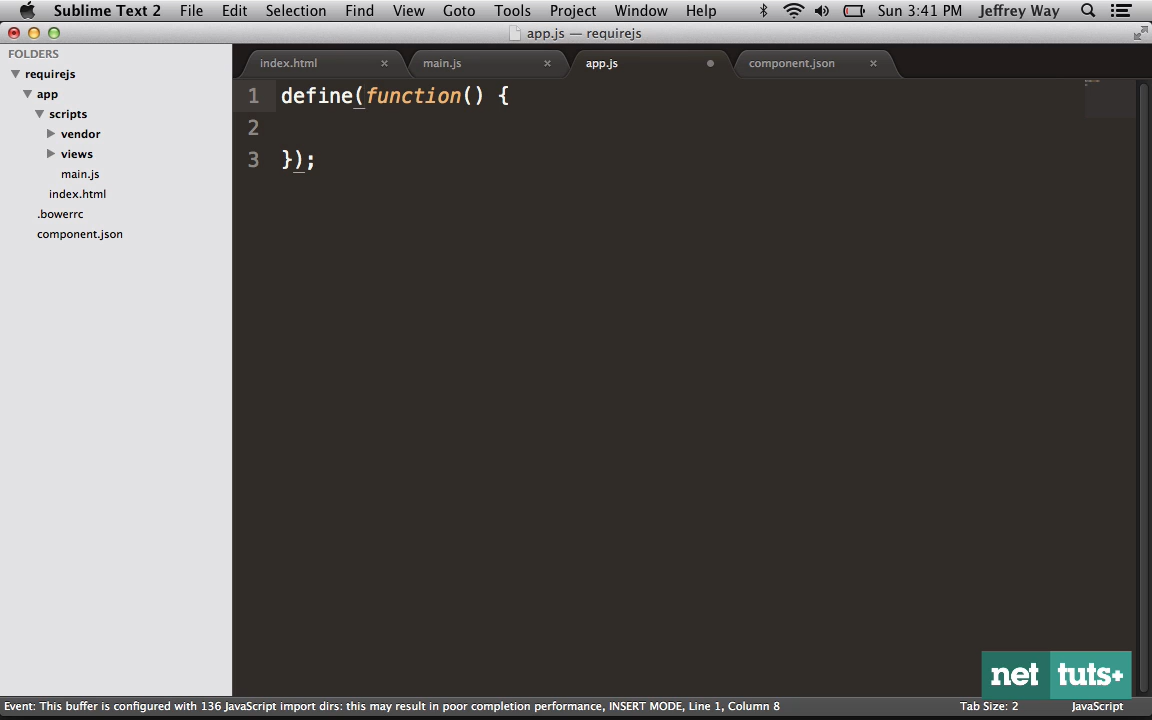 Sublime Text 2 File Edit Selection Find View Goto Tools Project Window Help Sun 3:41 PM Jeffrey Way
app.js — requirejs
FOLDERS
requirejs
app
scripts
vendor
views
main.js
index.html
.bowerrc
component.json
index.html × main.js × app.js component.json ×
1 define(function() {
2
3 });
net tuts+
Event: This buffer is configured with 136 JavaScript import dirs: this may result in poor completion performance, INSERT MODE, Line 1, Column 8 Tab Size: 2 JavaScript